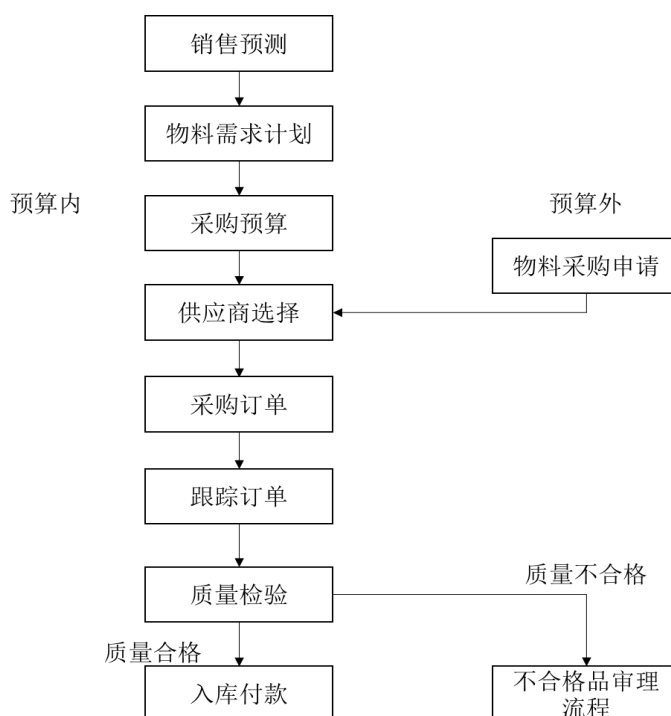 销售预测
物料需求计划
预算内
预算外
采购预算
物料采购申请
供应商选择
采购订单
跟踪订单
质量不合格
质量检验
质量合格
入库付款
不合格品审理
流程